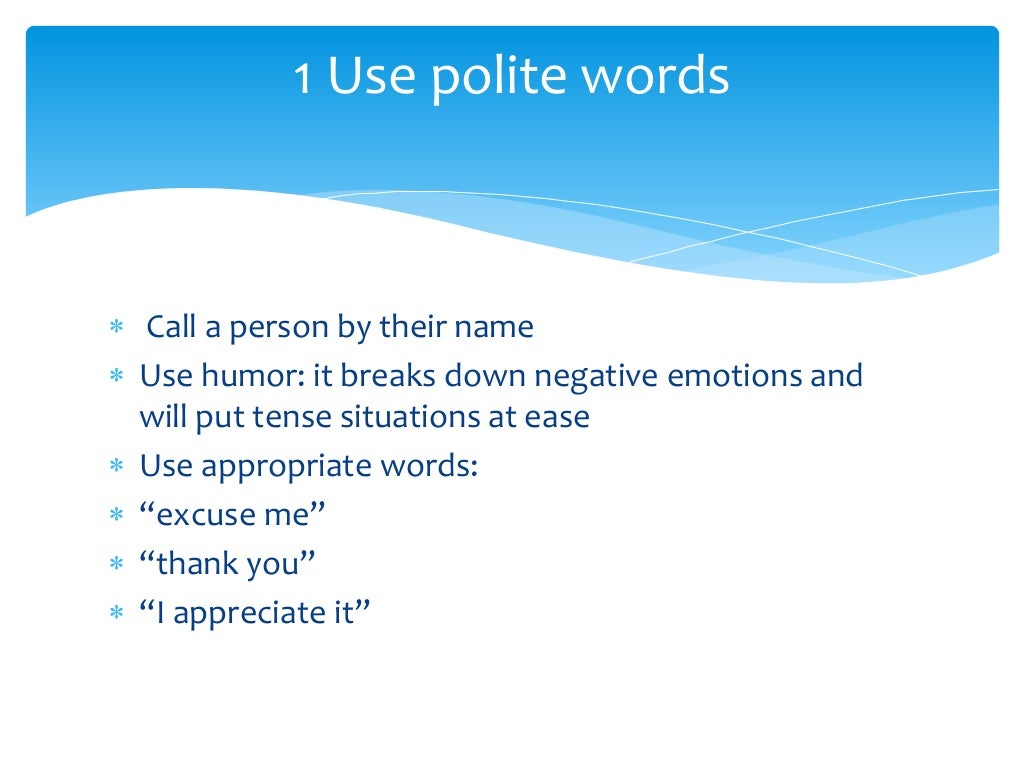 1 Use polite words
* Call a person by their name
* Use humor: it breaks down negative emotions and
will put tense situations at ease
* Use appropriate words:
* “excuse me”
* “thank you”
* “I appreciate it”